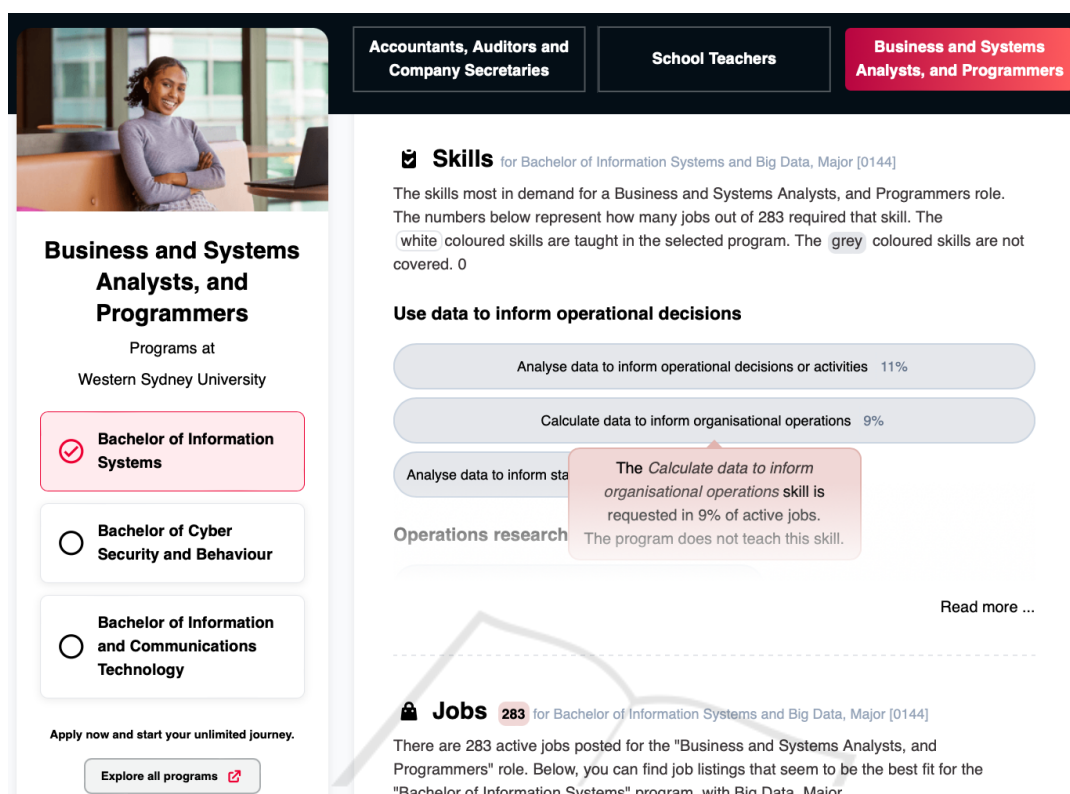 Accountants, Auditors and
Company Secretaries
School Teachers
Business and Systems
Analysts, and Programmers
Business and Systems
Analysts, and
Programmers
Programs at
Western Sydney University
Bachelor of Information
Systems
Bachelor of Cyber
Security and Behaviour
Bachelor of Information
and Communications
Technology
Apply now and start your unlimited journey.
Explore all programs
Skills for Bachelor of Information Systems and Big Data, Major [0144]
The skills most in demand for a Business and Systems Analysts, and Programmers role.
The numbers below represent how many jobs out of 283 required that skill. The
white coloured skills are taught in the selected program. The grey coloured skills are not
covered. 0
Use data to inform operational decisions
Analyse data to inform operational decisions or activities 11%
Calculate data to inform organisational operations 9%
Analyse data to inform sta
The Calculate data to inform
organisational operations skill is
requested in 9% of active jobs.
The program does not teach this skill.
Operations research
Read more ...
Jobs 283 for Bachelor of Information Systems and Big Data, Major [0144]
There are 283 active jobs posted for the "Business and Systems Analysts, and
Programmers" role. Below, you can find job listings that seem to be the best fit for the
"Bachelor of Information Systems" program, with Big Data, Major